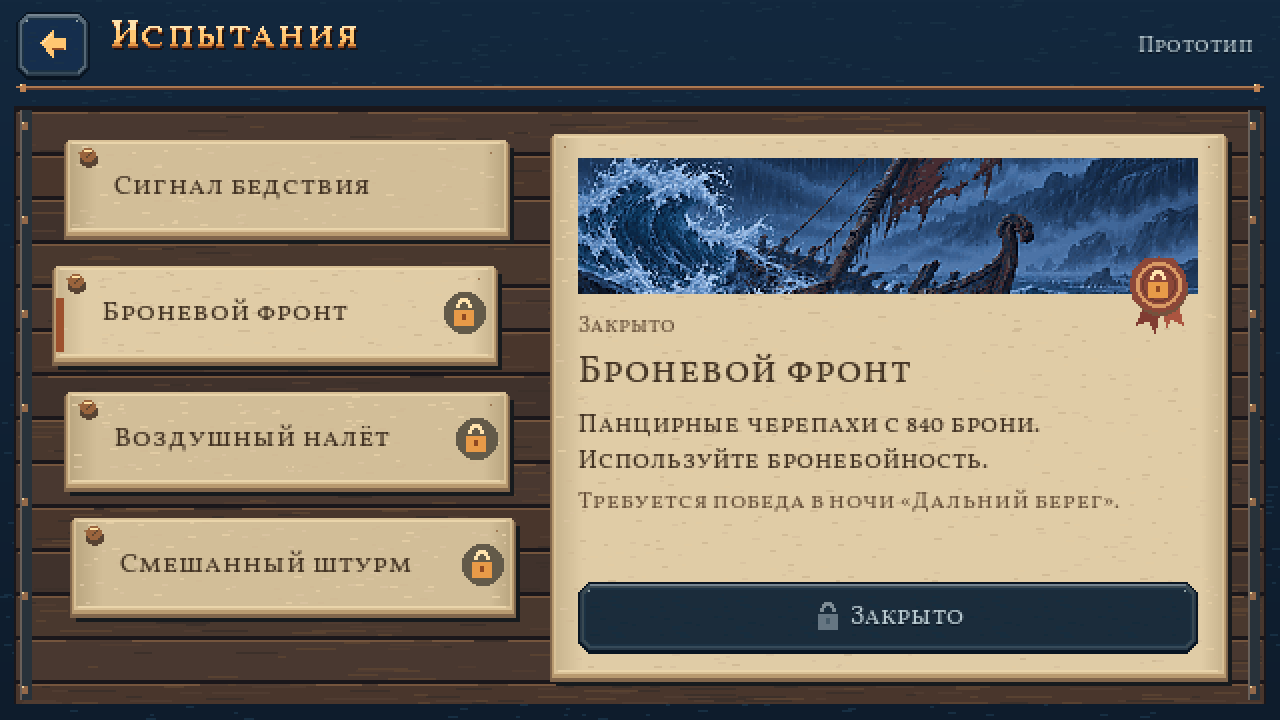 Испытания
Прототип
Сигнал бедствия
Броневой фронт
Воздушный налёт
Смешанный штурм
Закрыто
Броневой фронт
Панцирные черепахи с 840 брони.
Используйте бронебойность.
Требуется победа в ночи «Дальний берег».
Закрыто